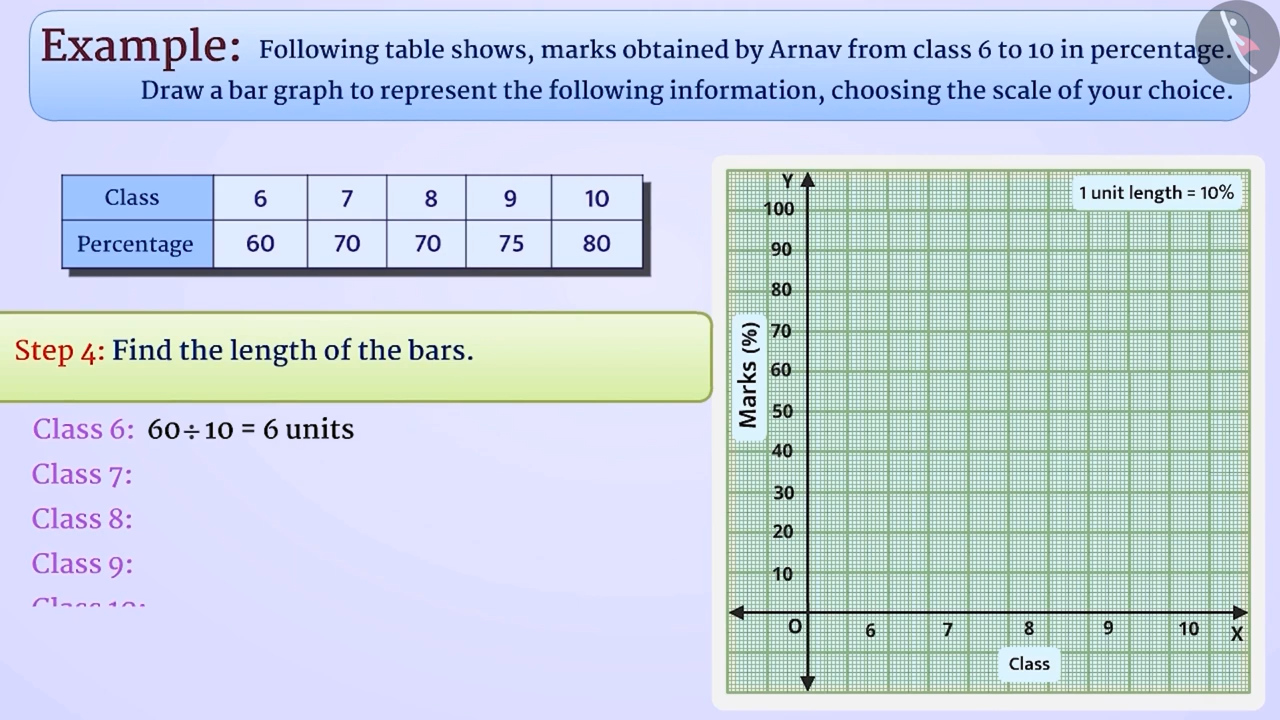 Example: Following table shows, marks obtained by Arnav from class 6 to 10 in percentage.
Draw a bar graph to represent the following information, choosing the scale of your choice.
Class 6 7 8 9 10
Percentage 60 70 70 75 80
Step 4: Find the length of the bars.
Class 6: 60÷10 = 6 units
Class 7:
Class 8:
Class 9:
Class 10:
Y
1 unit length = 10%
100
90
80
70
60
50
40
30
20
10
Marks (%)
O 6 7 8 9 10 X
Class